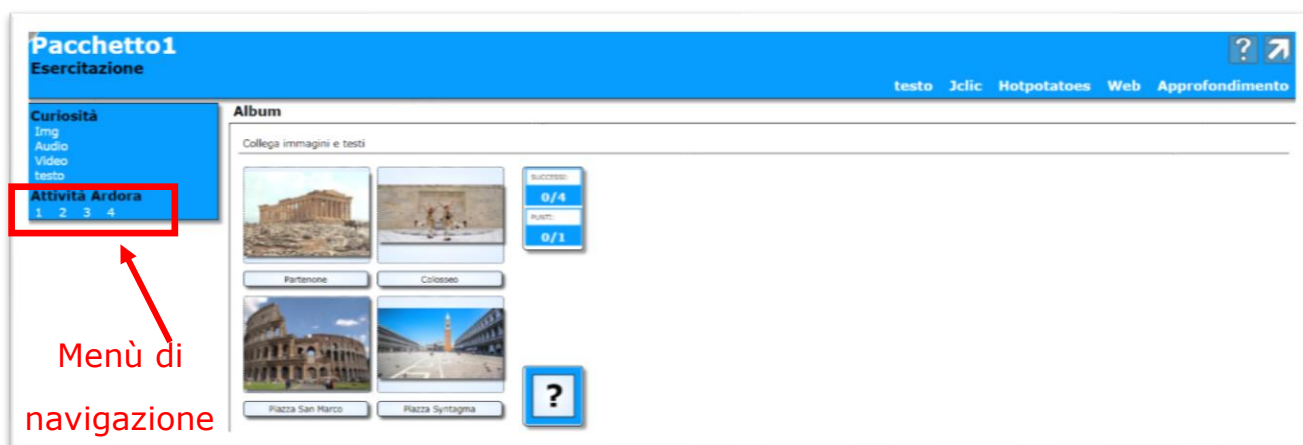 Pacchetto1
Esercitazione
? 
testo Jclic Hotpotatoes Web Approfondimento
Curiosità
Img
Audio
Video
testo
Attività Ardora
1 2 3 4
Menù di
navigazione
Album
Collega immagini e testi
SUCCESSI:
0/4
PUNTI:
0/1
Partenone Colosseo
Piazza San Marco Piazza Syntagma
?